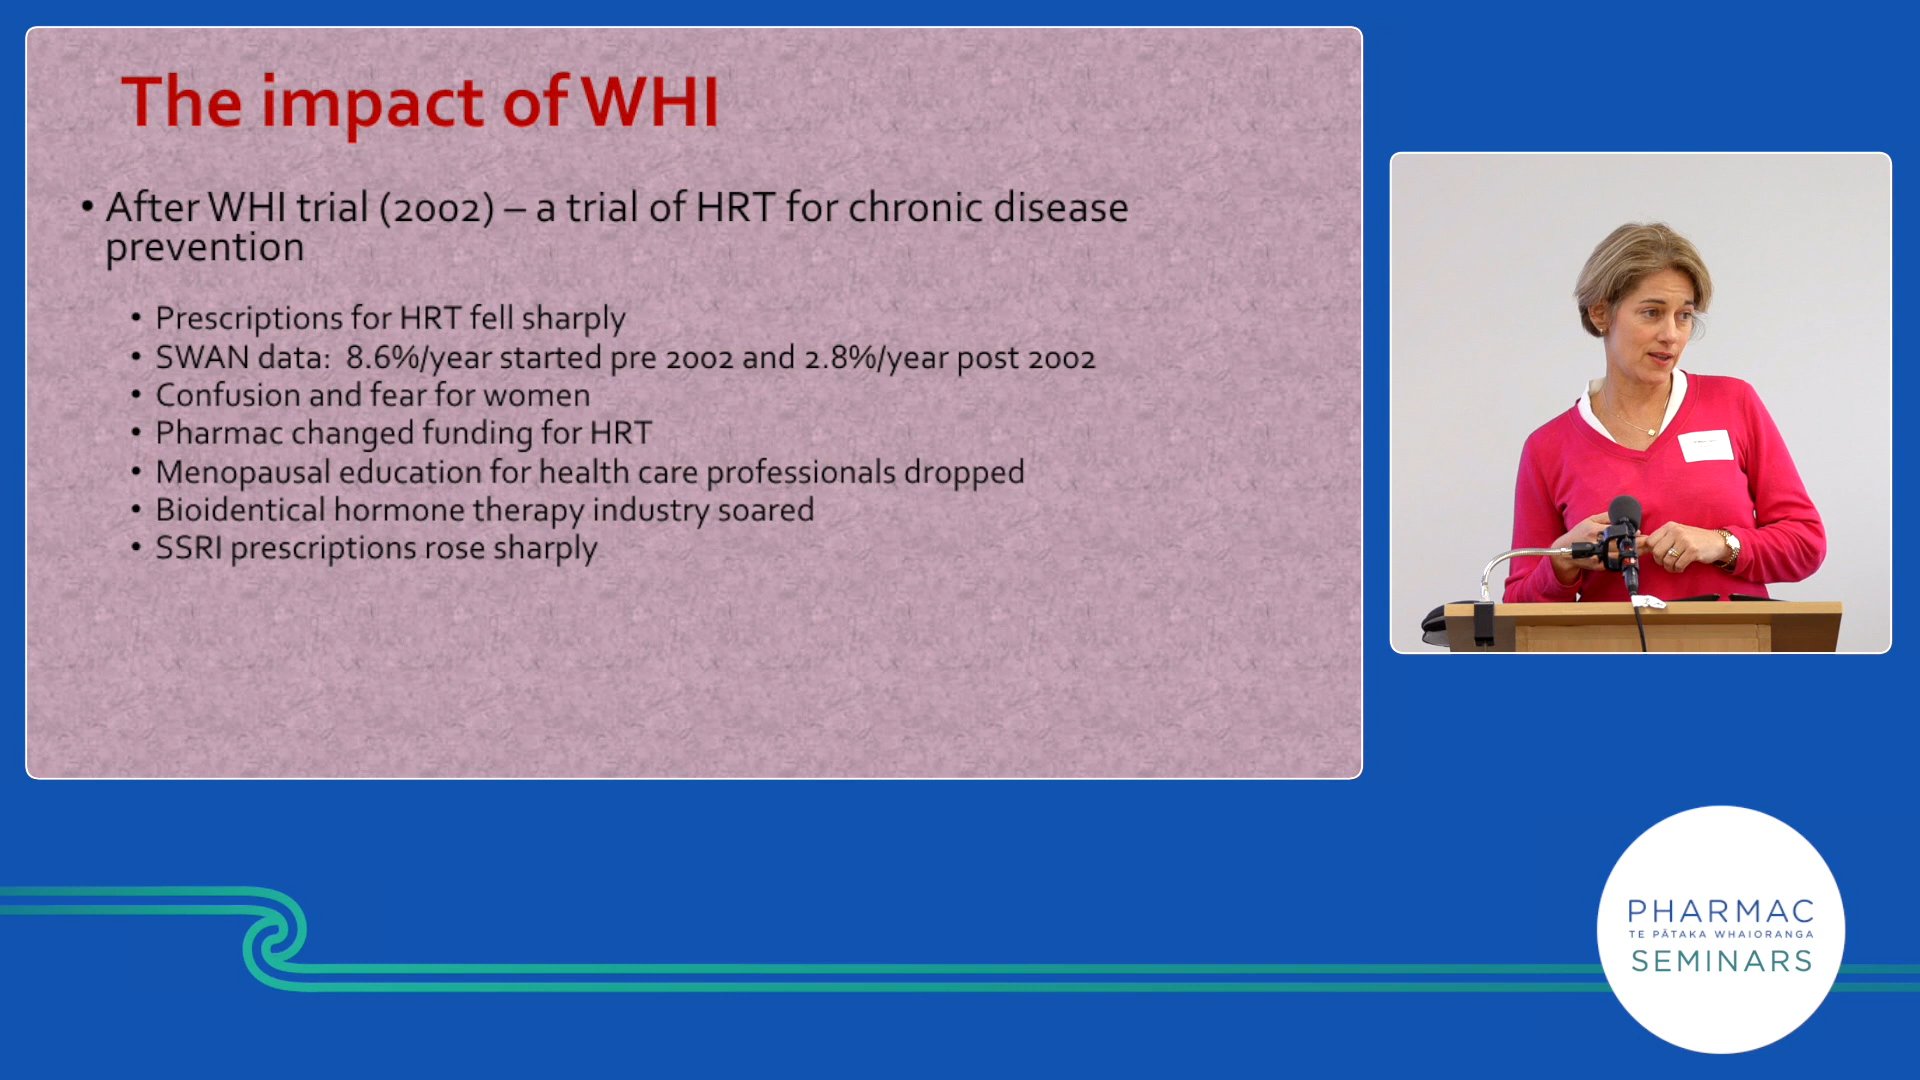 The impact of WHI
• After WHI trial (2002) – a trial of HRT for chronic disease
prevention
• Prescriptions for HRT fell sharply
• SWAN data:  8.6%/year started pre 2002 and 2.8%/year post 2002
• Confusion and fear for women
• Pharmac changed funding for HRT
• Menopausal education for health care professionals dropped
• Bioidentical hormone therapy industry soared
• SSRI prescriptions rose sharply
PHARMAC
TE PĀTAKA WHAIORANGA
SEMINARS